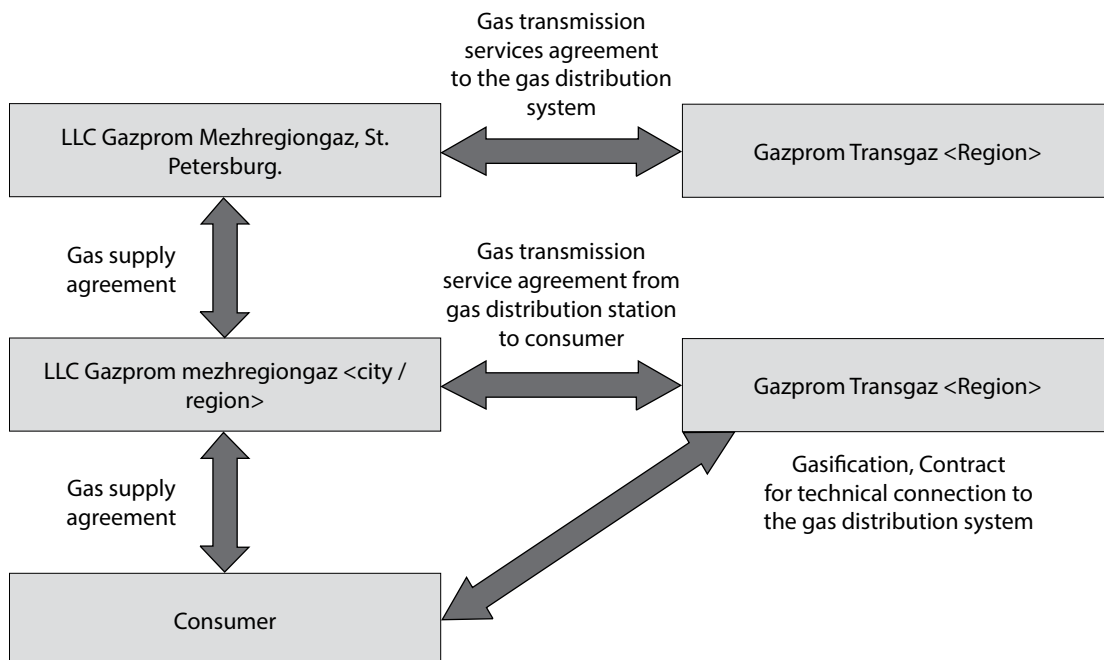 Gas transmission
services agreement
to the gas distribution
system
LLC Gazprom Mezhregiongaz, St.
Petersburg.
Gazprom Transgaz <Region>
Gas supply
agreement
Gas transmission
service agreement from
gas distribution station
to consumer
LLC Gazprom mezhregiongaz <city /
region>
Gazprom Transgaz <Region>
Gas supply
agreement
Gasification, Contract
for technical connection to
the gas distribution system
Consumer